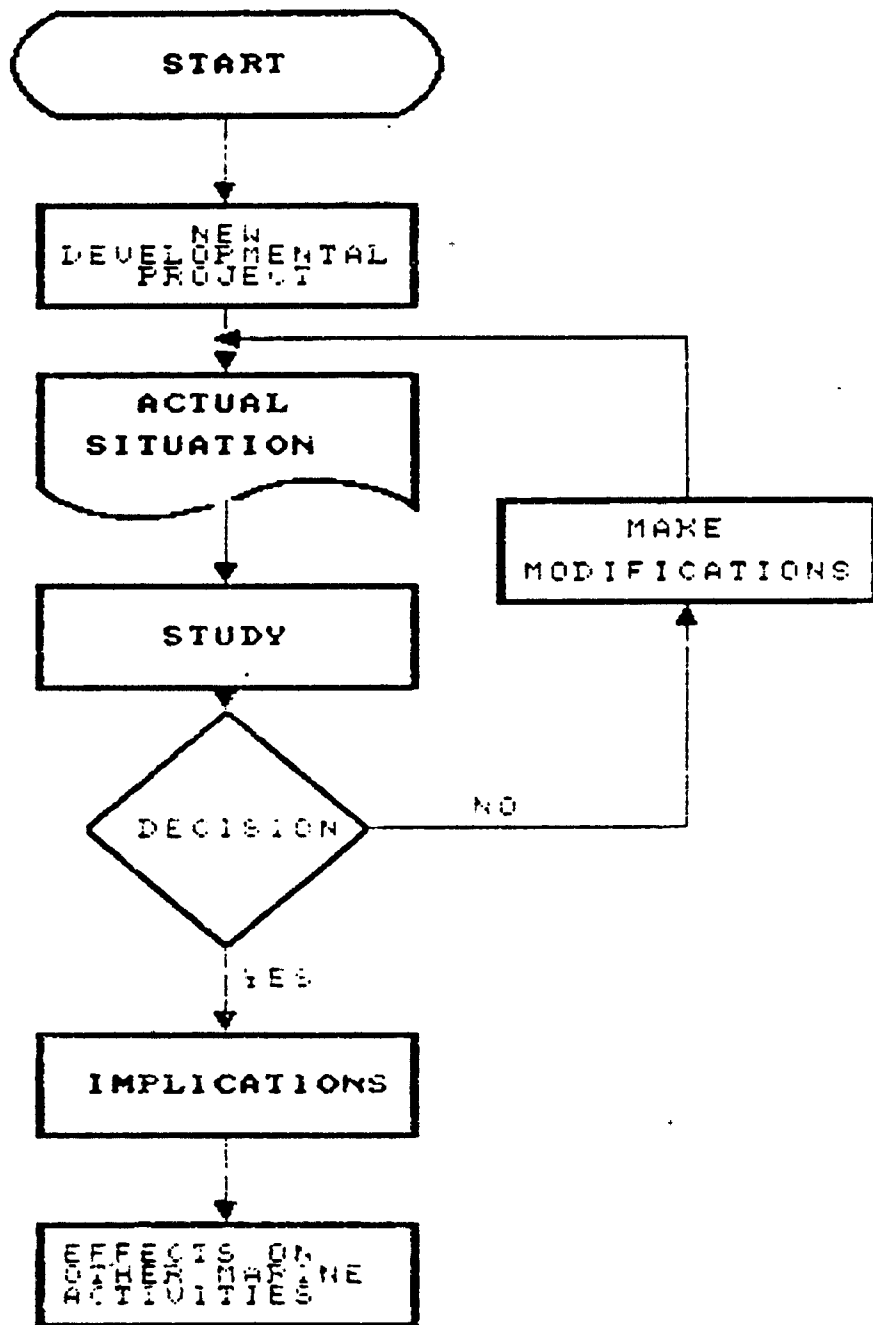 START
NEW
DEVELOPMENTAL
PROJECT
ACTUAL
SITUATION
MAKE
MODIFICATIONS
STUDY
DECISION
NO
YES
IMPLICATIONS
EFFECTS ON
OTHER MARINE
ACTIVITIES